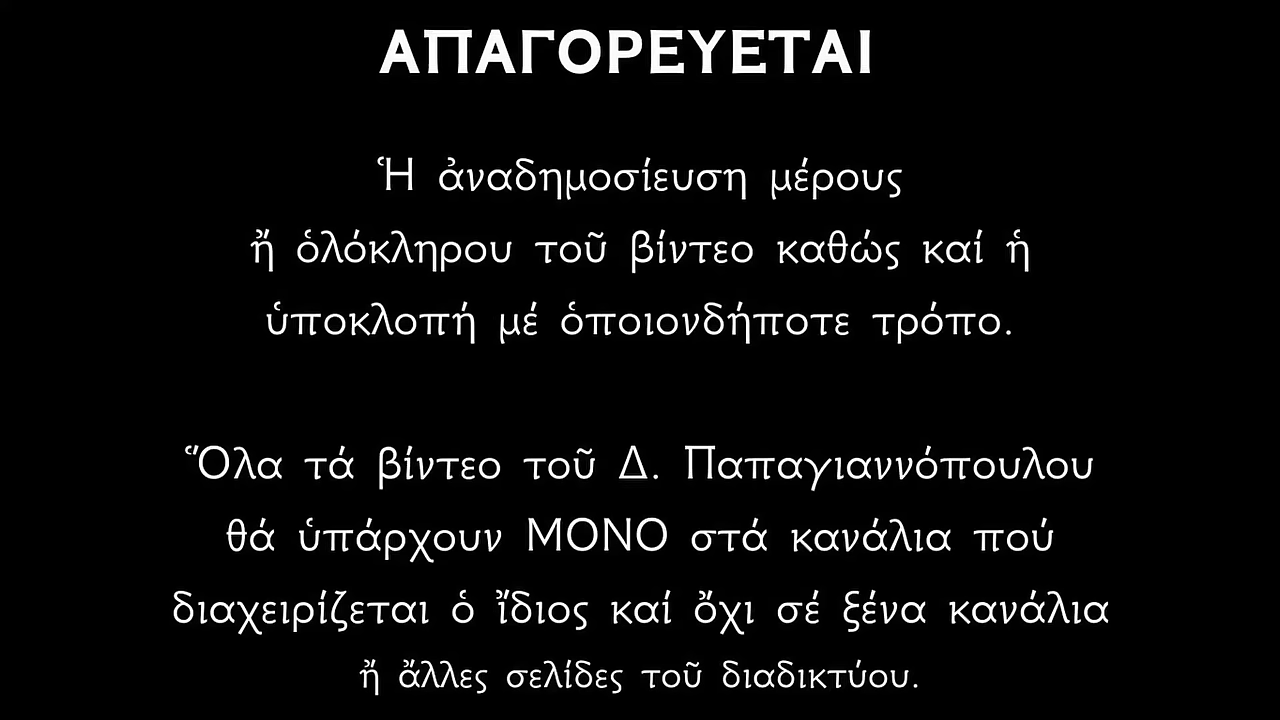 ΑΠΑΓΟΡΕΥΕΤΑΙ
Ἡ ἀναδημοσίευση μέρους
ἤ ὁλόκληρου τοῦ βίντεο καθώς καί ἡ
ὑποκλοπή μέ ὁποιονδήποτε τρόπο.
Ὅλα τά βίντεο τοῦ Δ. Παπαγιαννόπουλου
θά ὑπάρχουν ΜΟΝΟ στά κανάλια πού
διαχειρίζεται ὁ ἴδιος καί ὄχι σέ ξένα κανάλια
ἤ ἄλλες σελίδες τοῦ διαδικτύου.